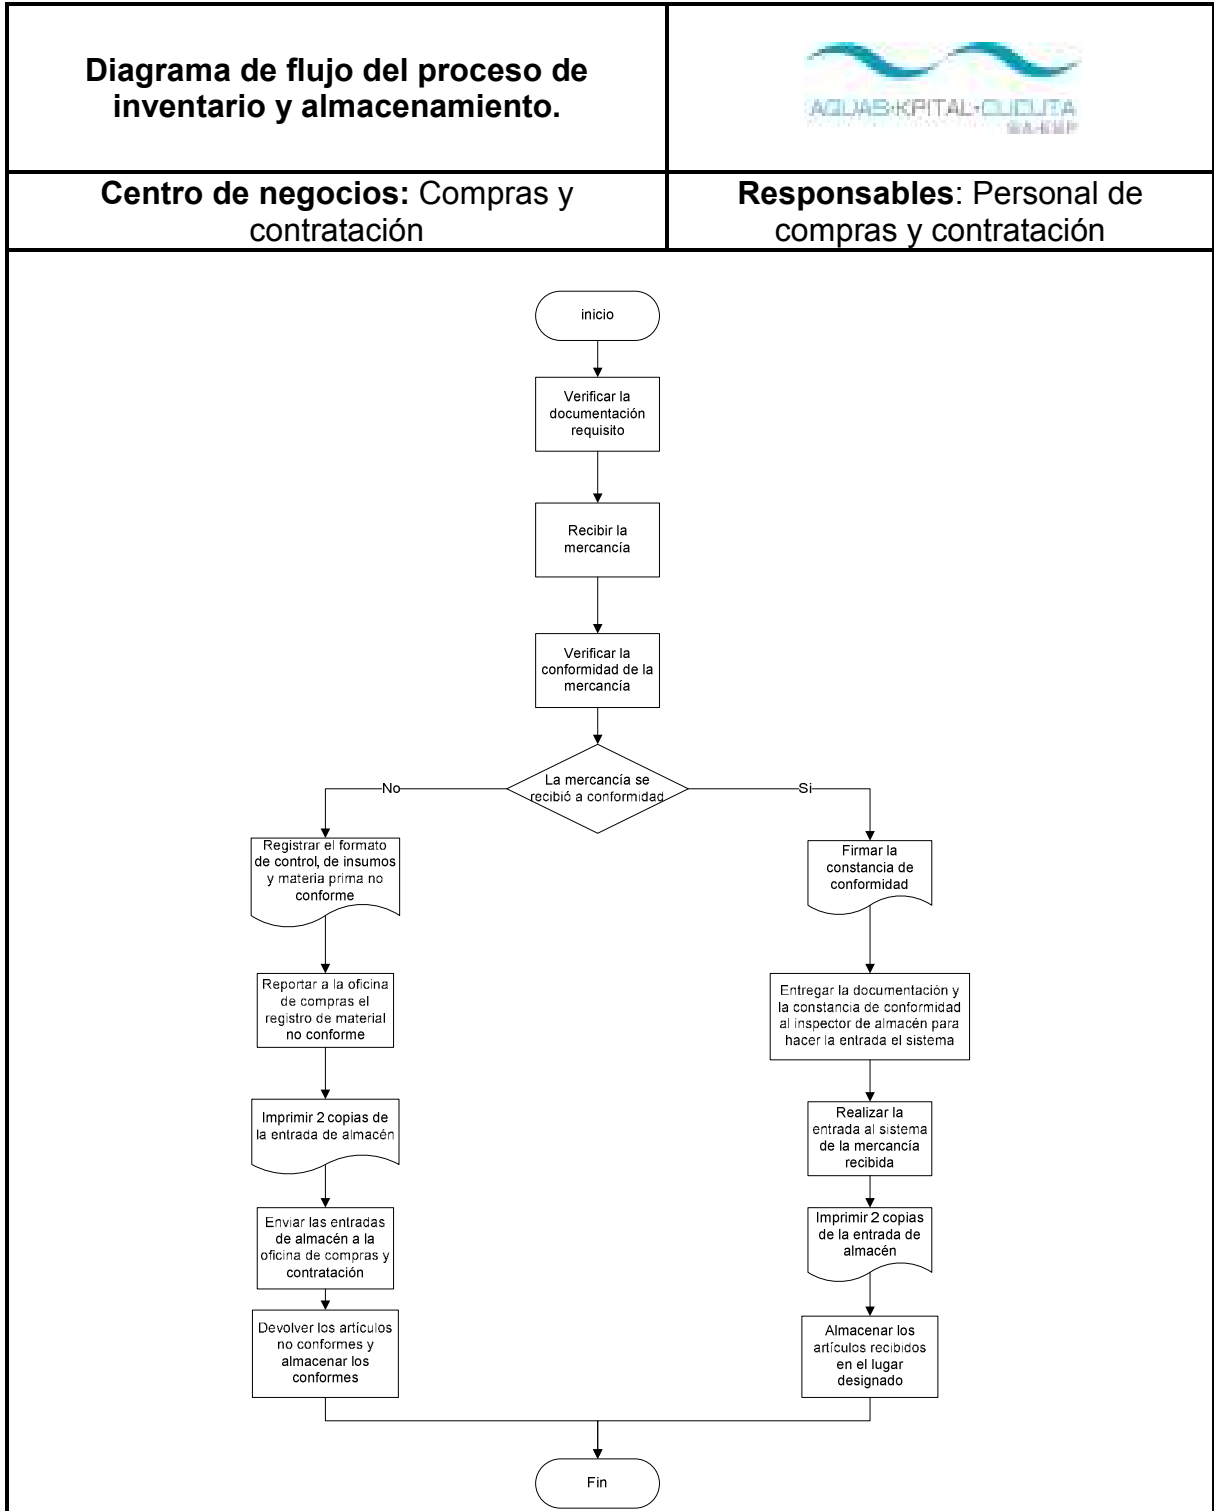 Diagrama de flujo del proceso de
inventario y almacenamiento.
AQUAS•KPITAL•CUCUTA
SA•ESP
Centro de negocios: Compras y
contratación
Responsables: Personal de
compras y contratación
inicio
Verificar la
documentación
requisito
Recibir la
mercancía
Verificar la
conformidad de la
mercancía
La mercancía se
recibió a conformidad
No
Si
Registrar el formato
de control, de insumos
y materia prima no
conforme
Reportar a la oficina
de compras el
registro de material
no conforme
Imprimir 2 copias de
la entrada de almacén
Enviar las entradas
de almacén a la
oficina de compras y
contratación
Devolver los artículos
no conformes y
almacenar los
conformes
Firmar la
constancia de
conformidad
Entregar la documentación y
la constancia de conformidad
al inspector de almacén para
hacer la entrada el sistema
Realizar la
entrada al sistema
de la mercancía
recibida
Imprimir 2 copias
de la entrada de
almacén
Almacenar los
artículos recibidos
en el lugar
designado
Fin